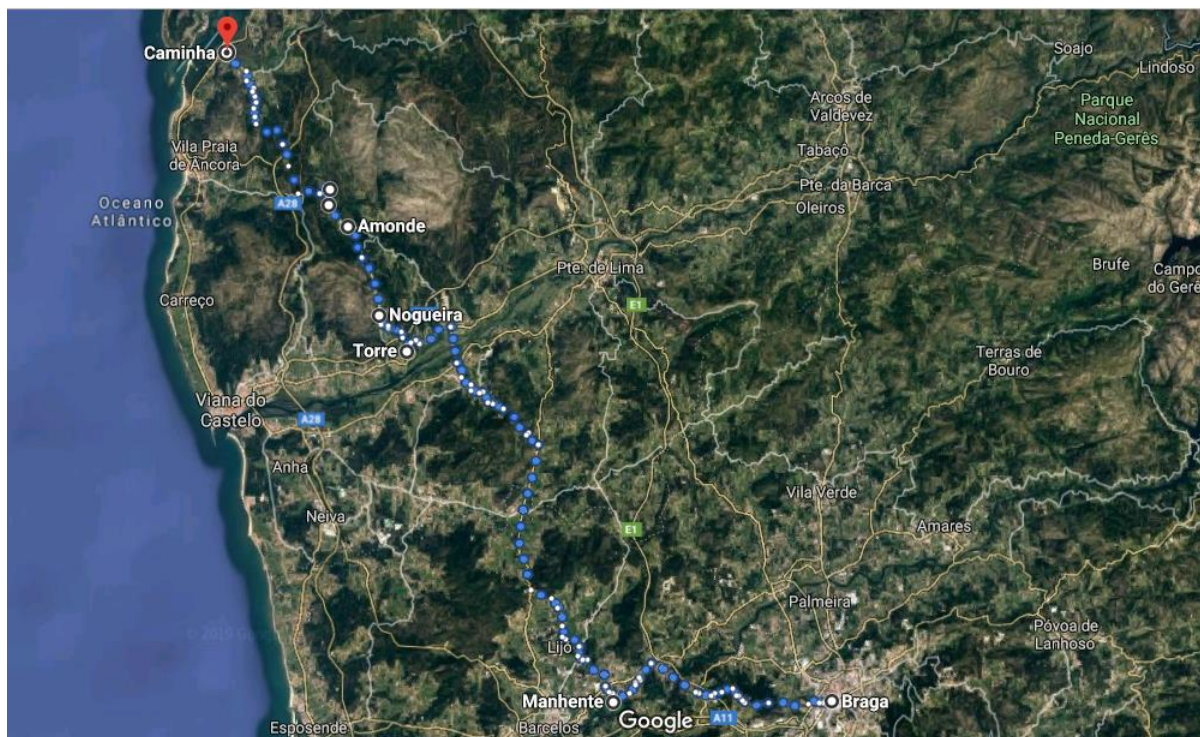 Caminha
Soajo
Lindoso
Arcos de
Valdevez
Parque
Nacional
Peneda-Gerês
Vila Praia
de Âncora
Tabaçô
Pte. da Barca
Oleiros
Oceano
Atlântico
A28
Amonde
Pte. de Lima
Brufe
Campo
do Gerê
Carreço
E1
Nogueira
Torre
Terras de
Bouro
Viana do
Castelo
A28
Anha
Vila Verde
Neiva
E1
Amares
Palmeira
Póvoa de
Lanhoso
Lijó
Manhente
Braga
Google
A11
Esposende
Barcelos